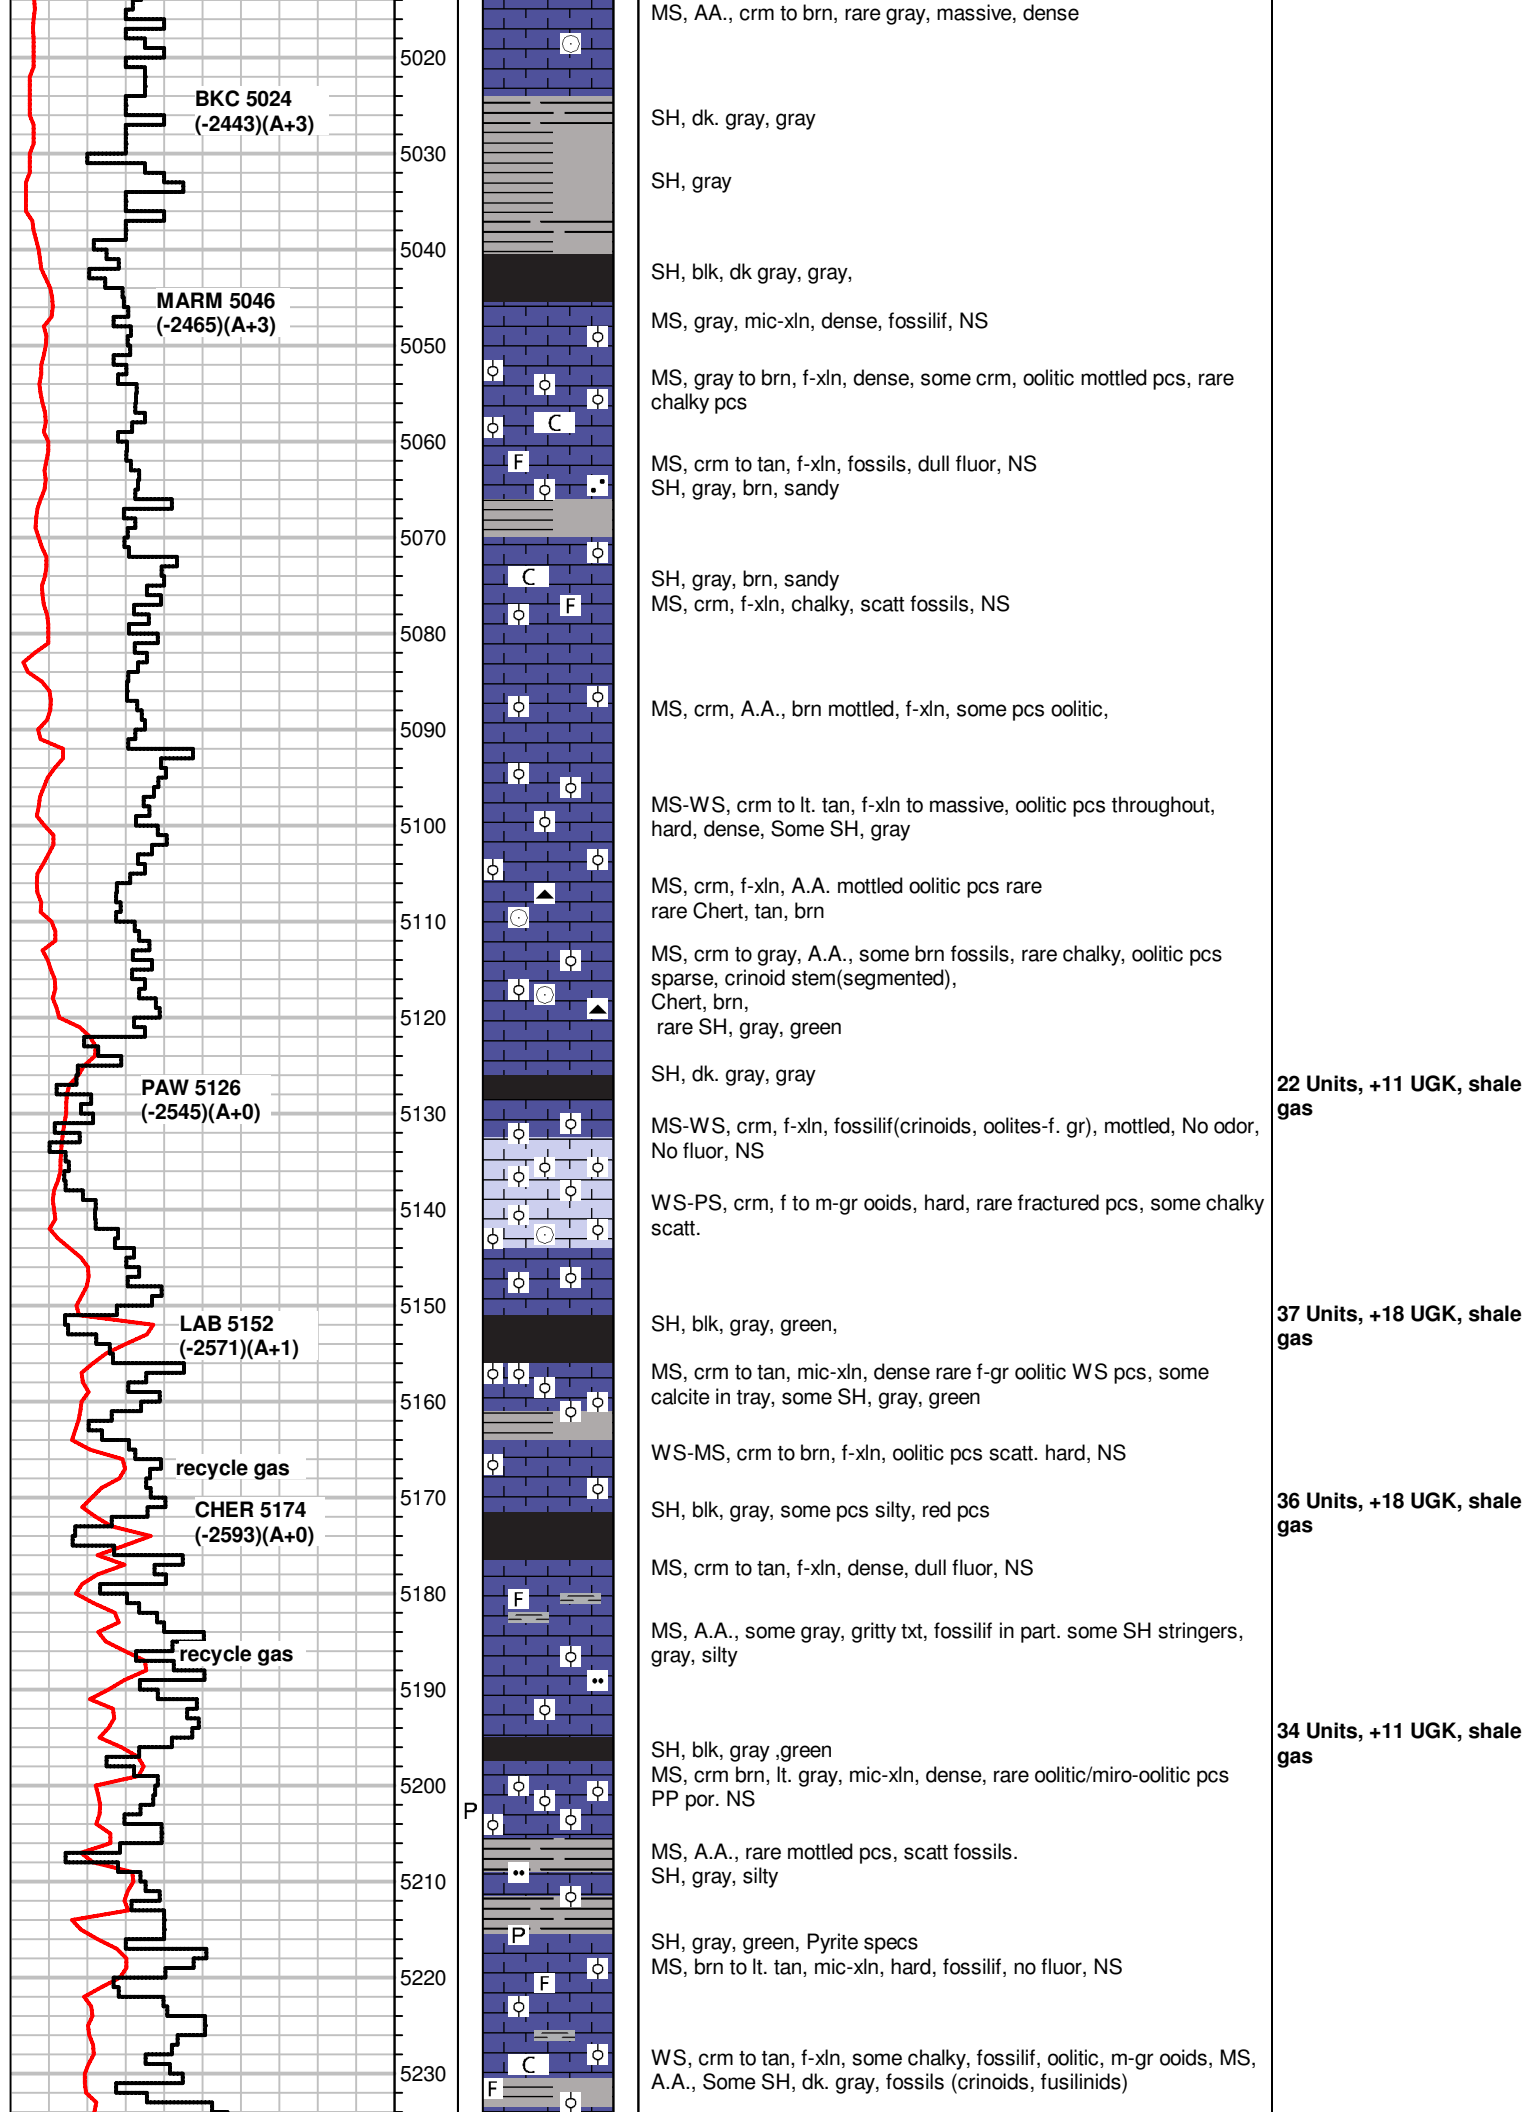 MS, AA., crm to brn, rare gray, massive, dense
5020
BKC 5024
(-2443)(A+3)
SH, dk. gray, gray
5030
SH, gray
5040
SH, blk, dk gray, gray,
MARM 5046
(-2465)(A+3)
MS, gray, mic-xln, dense, fossilif, NS
5050
MS, gray to brn, f-xln, dense, some crm, oolitic mottled pcs, rare
chalky pcs
C
5060
F
MS, crm to tan, f-xln, fossils, dull fluor, NS
SH, gray, brn, sandy
5070
C
SH, gray, brn, sandy
F
MS, crm, f-xln, chalky, scatt fossils, NS
5080
MS, crm, A.A., brn mottled, f-xln, some pcs oolitic,
5090
MS-WS, crm to lt. tan, f-xln to massive, oolitic pcs throughout,
hard, dense, Some SH, gray
5100
MS, crm, f-xln, A.A. mottled oolitic pcs rare
rare Chert, tan, brn
5110
MS, crm to gray, A.A., some brn fossils, rare chalky, oolitic pcs
sparse, crinoid stem(segmented),
Chert, brn,
rare SH, gray, green
5120
SH, dk. gray, gray
22 Units, +11 UGK, shale
gas
PAW 5126
(-2545)(A+0)
5130
MS-WS, crm, f-xln, fossilif(crinoids, oolites-f. gr), mottled, No odor,
No fluor, NS
WS-PS, crm, f to m-gr ooids, hard, rare fractured pcs, some chalky
scatt.
5140
5150
37 Units, +18 UGK, shale
gas
LAB 5152
(-2571)(A+1)
SH, blk, gray, green,
MS, crm to tan, mic-xln, dense rare f-gr oolitic WS pcs, some
calcite in tray, some SH, gray, green
5160
WS-MS, crm to brn, f-xln, oolitic pcs scatt. hard, NS
recycle gas
5170
CHER 5174
(-2593)(A+0)
SH, blk, gray, some pcs silty, red pcs
36 Units, +18 UGK, shale
gas
MS, crm to tan, f-xln, dense, dull fluor, NS
5180
F
MS, A.A., some gray, gritty txt, fossilif in part. some SH stringers,
gray, silty
recycle gas
5190
34 Units, +11 UGK, shale
gas
SH, blk, gray ,green
MS, crm brn, lt. gray, mic-xln, dense, rare oolitic/miro-oolitic pcs
PP por. NS
5200
P
MS, A.A., rare mottled pcs, scatt fossils.
SH, gray, silty
5210
P
SH, gray, green, Pyrite specs
MS, brn to lt. tan, mic-xln, hard, fossilif, no fluor, NS
5220
F
WS, crm to tan, f-xln, some chalky, fossilif, oolitic, m-gr ooids, MS,
A.A., Some SH, dk. gray, fossils (crinoids, fusilinids)
C
5230
F